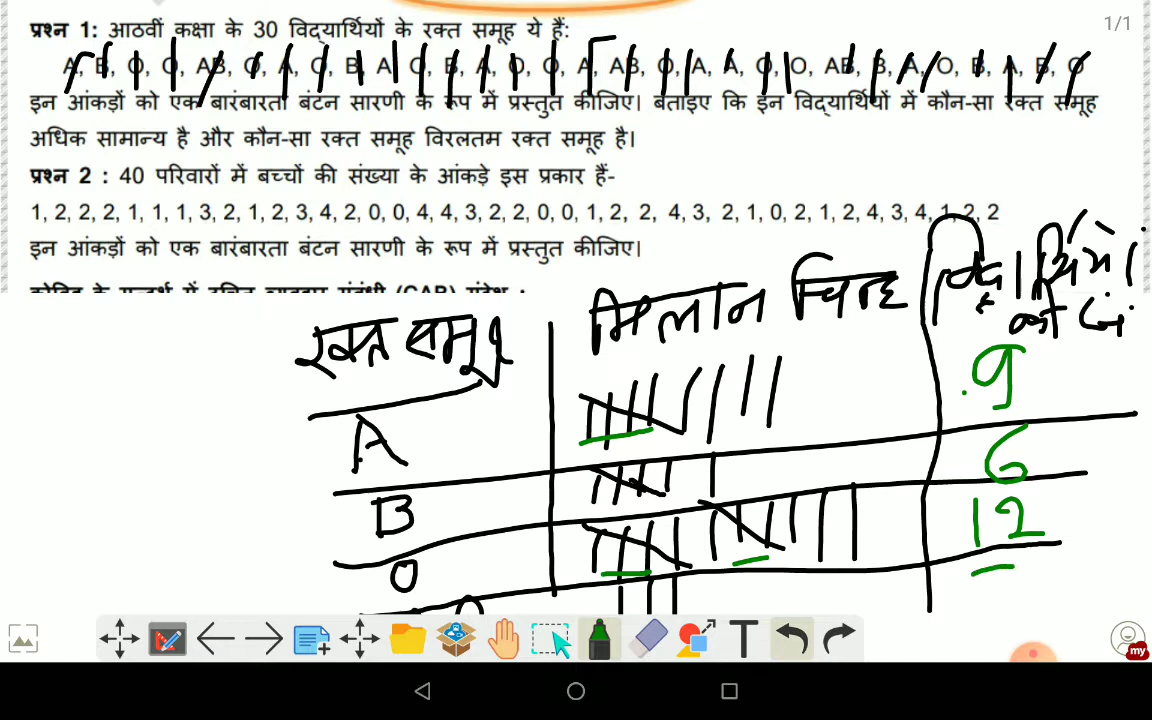 प्रश्न 1: आठवीं कक्षा के 30 विद्यार्थियों के रक्त समूह ये हैं:
1/1
A, B, O, O, AB, O, A, O, B, A, O, B, A, O, O, A, AB, O, A, A, O, O, AB, B, A, O, B, A, B, O
इन आंकड़ों को एक बारंबारता बंटन सारणी के रूप में प्रस्तुत कीजिए। बताइए कि इन विद्यार्थियों में कौन-सा रक्त समूह
अधिक सामान्य है और कौन-सा रक्त समूह विरलतम रक्त समूह है।
प्रश्न 2 : 40 परिवारों में बच्चों की संख्या के आंकड़े इस प्रकार हैं-
1, 2, 2, 2, 1, 1, 1, 3, 2, 1, 2, 3, 4, 2, 0, 0, 4, 4, 3, 2, 2, 0, 0, 1, 2, 2, 4, 3, 2, 1, 0, 2, 1, 2, 4, 3, 4, 1, 2, 2
इन आंकड़ों को एक बारंबारता बंटन सारणी के रूप में प्रस्तुत कीजिए।
रक्त समूह मिलान चिन्ह
A 9
B 6
O 12
T
my